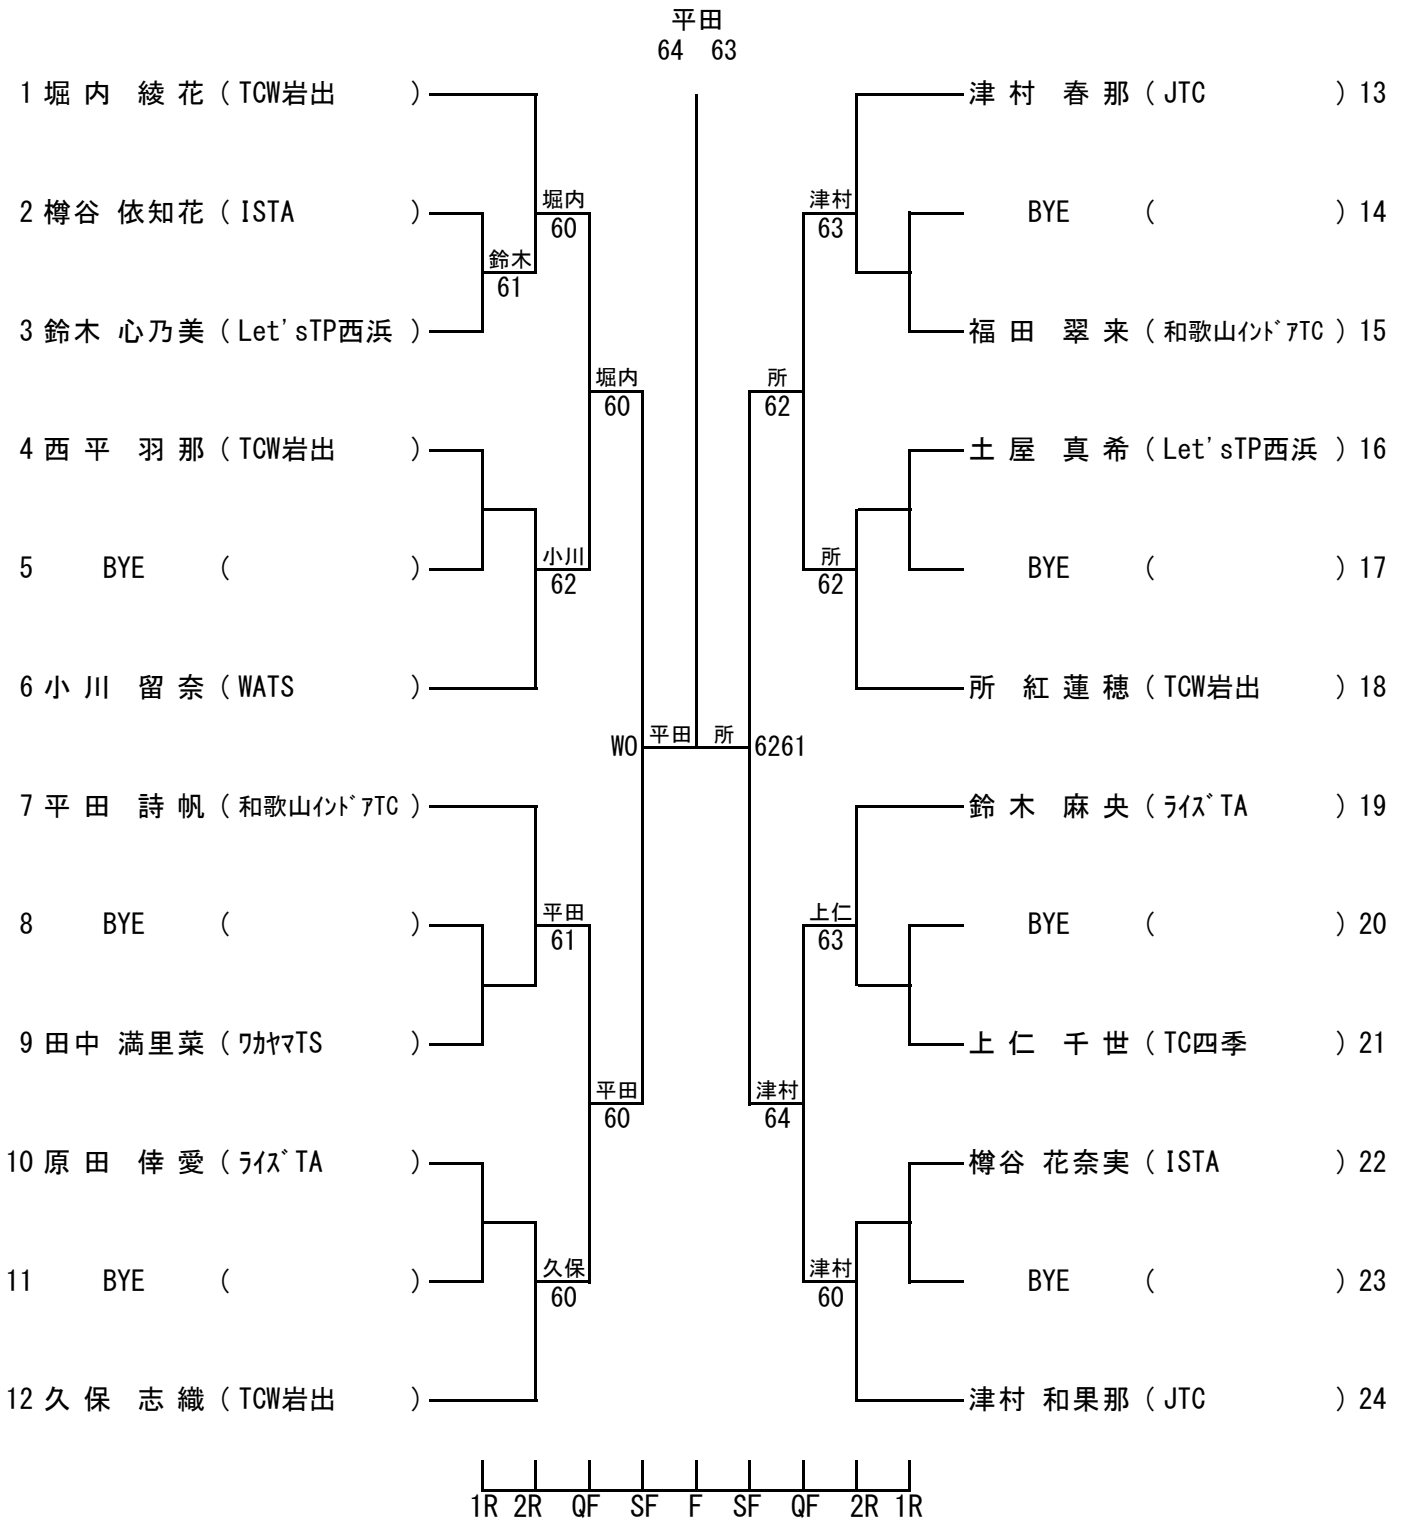 平田
64 63
1 堀内 綾花 ( TCW岩出 )
2 樽谷 依知花 ( ISTA )
3 鈴木 心乃美 ( Let'sTP西浜 )
4 西平 羽那 ( TCW岩出 )
5 BYE ( )
6 小川 留奈 ( WATS )
7 平田 詩帆 ( 和歌山ｲﾝﾄﾞｱTC )
8 BYE ( )
9 田中 満里菜 ( ﾜｶﾔﾏTS )
10 原田 倖愛 ( ﾗｲｽﾞTA )
11 BYE ( )
12 久保 志織 ( TCW岩出 )
鈴木
61
堀内
60
小川
62
平田
61
久保
60
堀内
60
平田
60
WO
平田
所
6261
所
62
津村
64
津村
63
所
62
上仁
63
津村
60
津村 春那 ( JTC ) 13
BYE ( ) 14
福田 翠来 ( 和歌山ｲﾝﾄﾞｱTC ) 15
土屋 真希 ( Let'sTP西浜 ) 16
BYE ( ) 17
所 紅蓮穂 ( TCW岩出 ) 18
鈴木 麻央 ( ﾗｲｽﾞTA ) 19
BYE ( ) 20
上仁 千世 ( TC四季 ) 21
樽谷 花奈実 ( ISTA ) 22
BYE ( ) 23
津村 和果那 ( JTC ) 24
1R 2R QF SF F SF QF 2R 1R